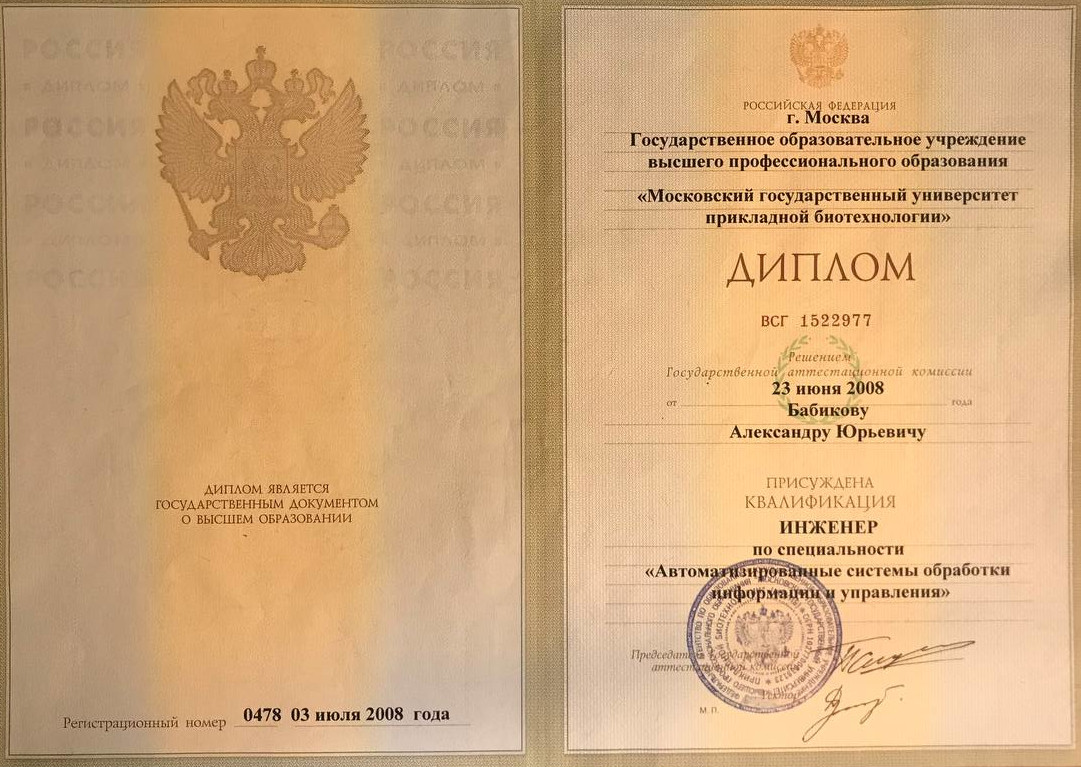 РОССИЯ РОССИЯ
« ДИПЛОМ » « ДИПЛОМ »
РОССИЯ РОССИЯ
« ДИПЛОМ » « ДИПЛОМ »
РОССИЯ РОССИЯ
« ДИПЛОМ » « ДИПЛОМ »
РОССИЯ РОССИЯ
ДИПЛОМ ЯВЛЯЕТСЯ
ГОСУДАРСТВЕННЫМ ДОКУМЕНТОМ
О ВЫСШЕМ ОБРАЗОВАНИИ
Регистрационный номер 0478 03 июля 2008 года
РОССИЙСКАЯ ФЕДЕРАЦИЯ
г. Москва
Государственное образовательное учреждение
высшего профессионального образования
«Московский государственный университет
прикладной биотехнологии»
ДИПЛОМ
ВСГ 1522977
Решением
Государственной аттестационной комиссии
от 23 июня 2008 года
Бабикову
Александру Юрьевичу
ПРИСУЖДЕНА
КВАЛИФИКАЦИЯ
ИНЖЕНЕР
по специальности
«Автоматизированные системы обработки
информации и управления»
Председатель Государственной
аттестационной комиссии
Ректор
М.П.